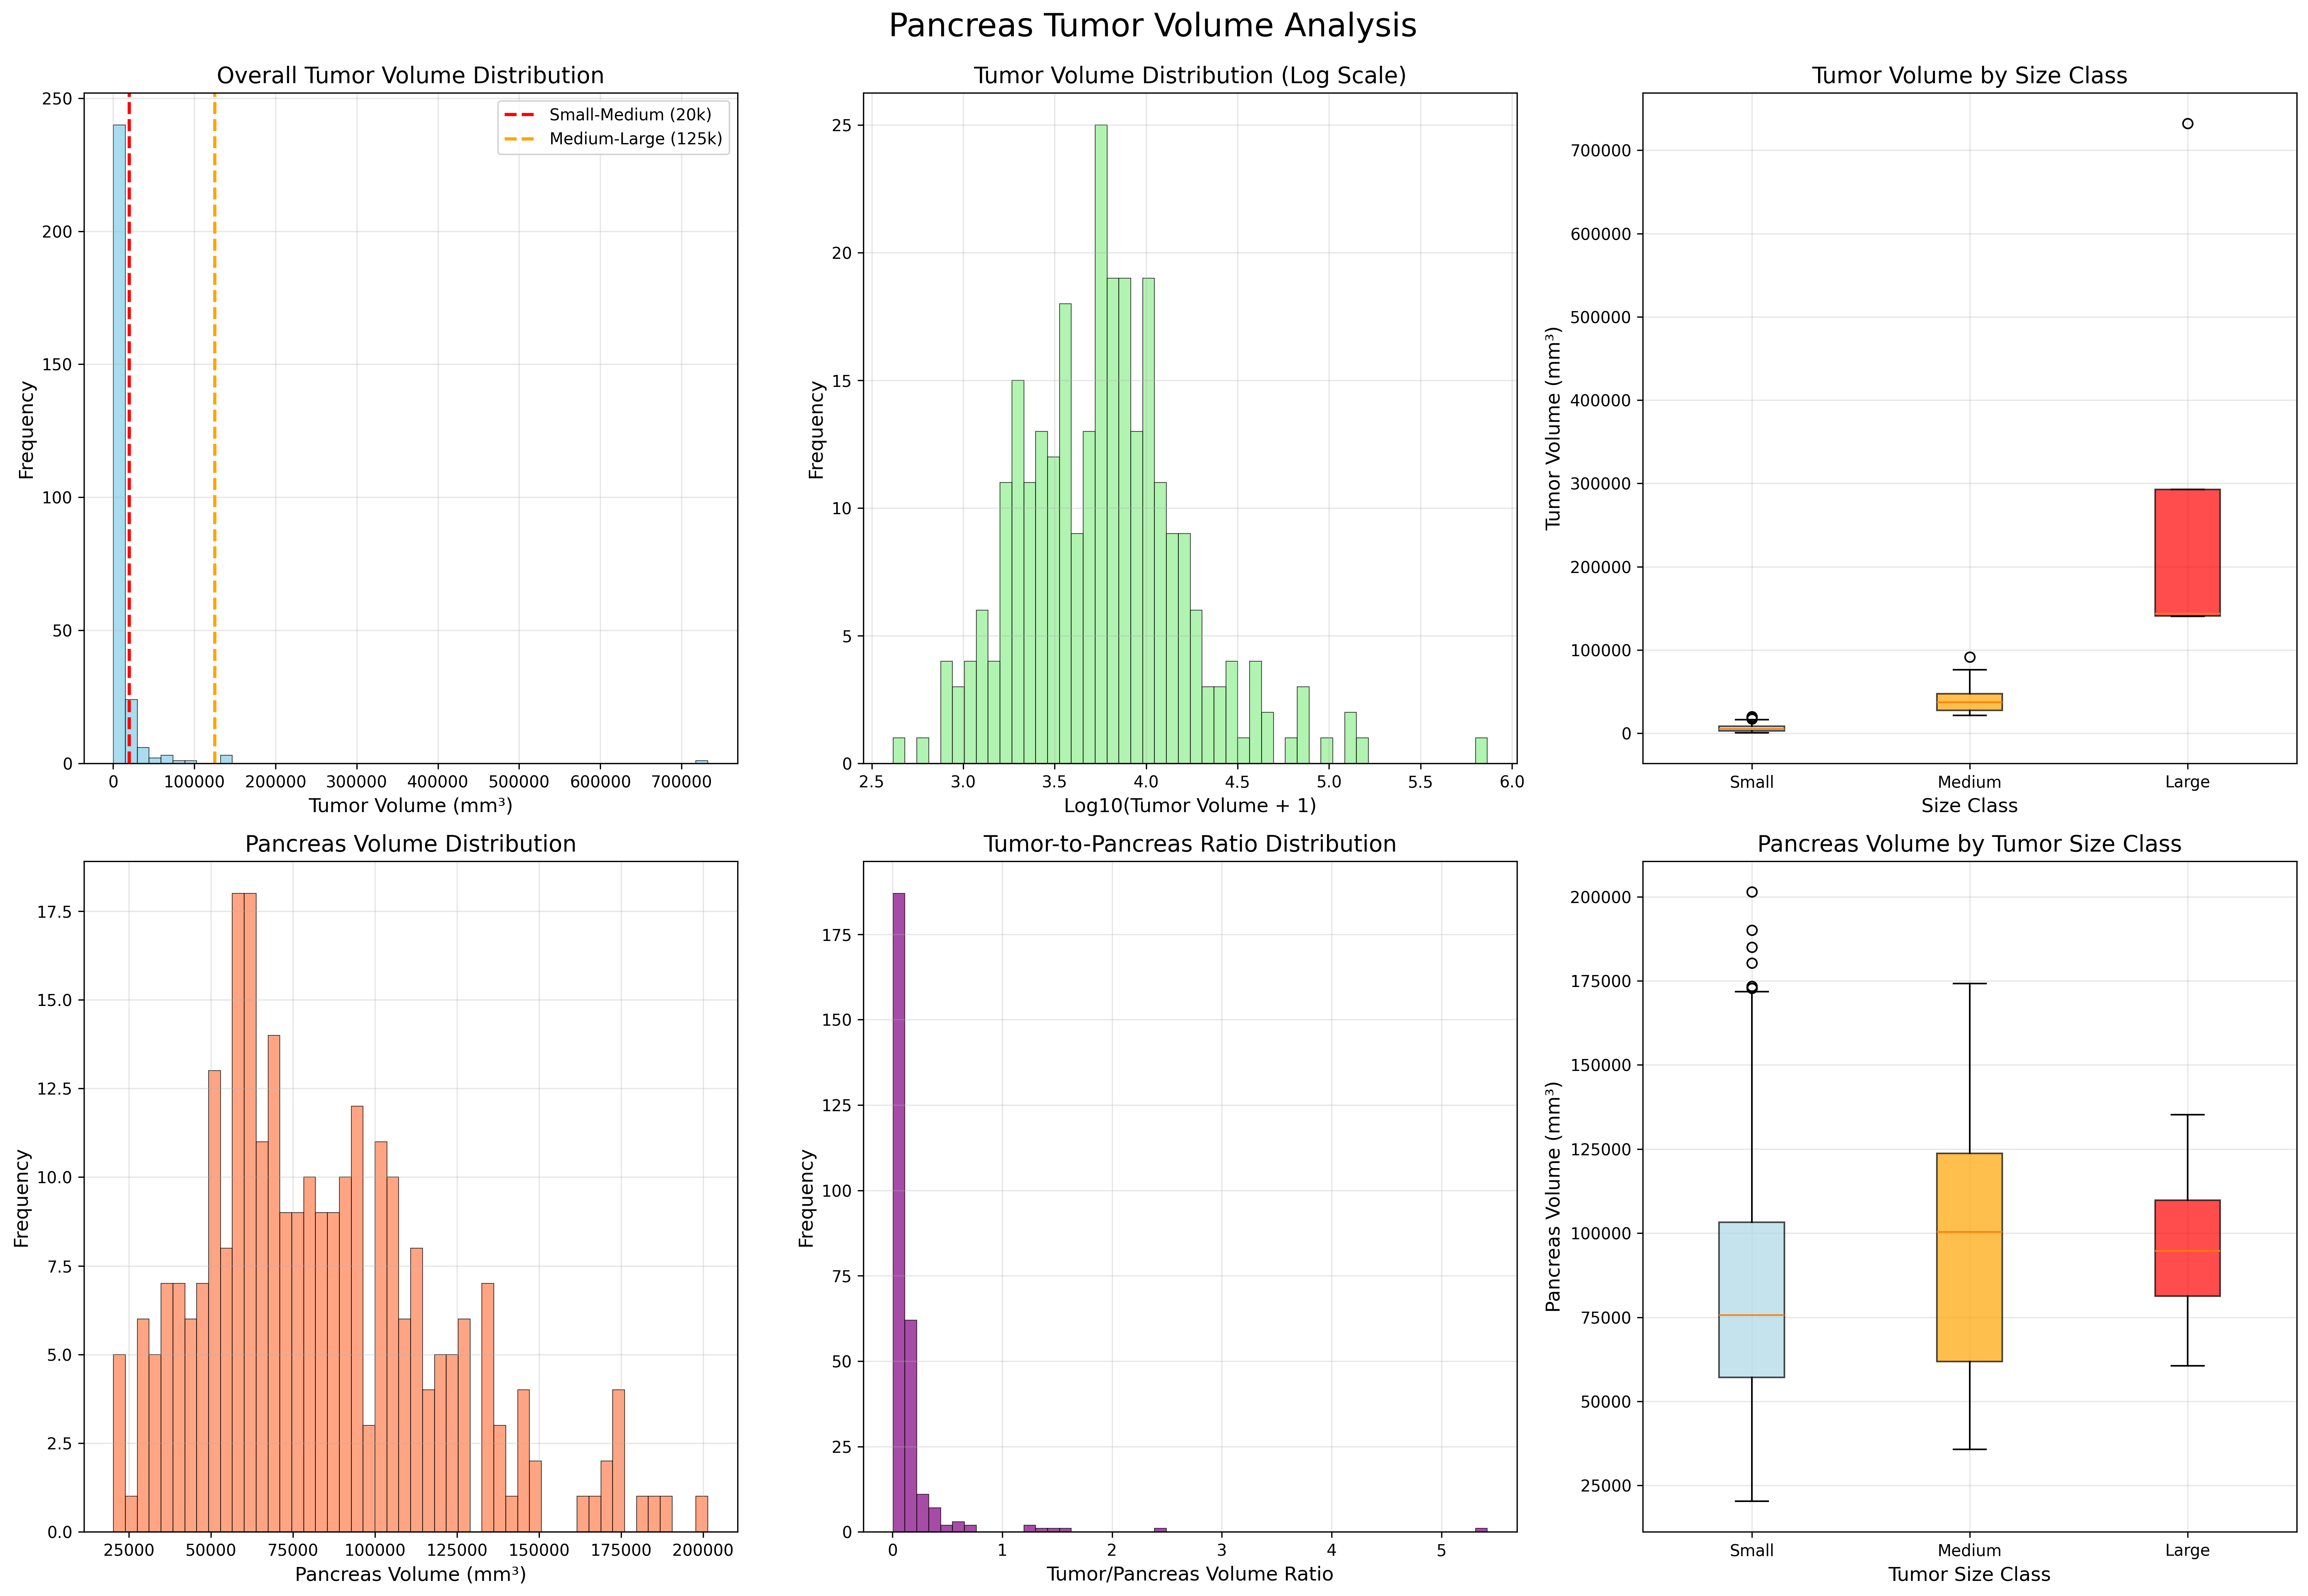 Pancreas Tumor Volume Analysis
Overall Tumor Volume Distribution
250
200
150
100
50
0
Frequency
Small-Medium (20k)
Medium-Large (125k)
0 100000 200000 300000 400000 500000 600000 700000
Tumor Volume (mm³)
Tumor Volume Distribution (Log Scale)
25
20
15
10
5
0
Frequency
2.5 3.0 3.5 4.0 4.5 5.0 5.5 6.0
Log10(Tumor Volume + 1)
Tumor Volume by Size Class
700000
600000
500000
400000
300000
200000
100000
0
Tumor Volume (mm³)
Small Medium Large
Size Class
Pancreas Volume Distribution
17.5
15.0
12.5
10.0
7.5
5.0
2.5
0.0
Frequency
25000 50000 75000 100000 125000 150000 175000 200000
Pancreas Volume (mm³)
Tumor-to-Pancreas Ratio Distribution
175
150
125
100
75
50
25
0
Frequency
0 1 2 3 4 5
Tumor/Pancreas Volume Ratio
Pancreas Volume by Tumor Size Class
200000
175000
150000
125000
100000
75000
50000
25000
Pancreas Volume (mm³)
Small Medium Large
Tumor Size Class